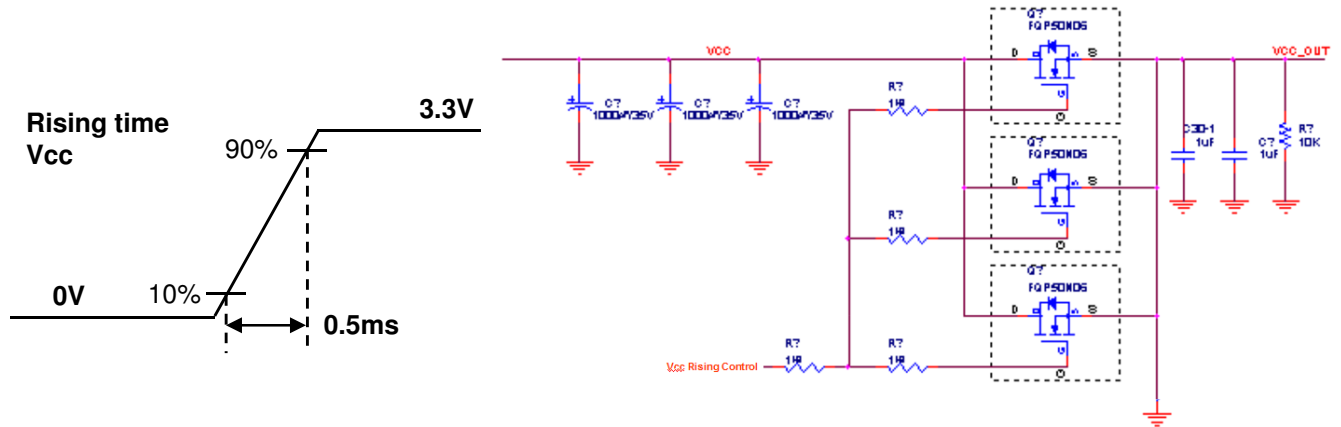 Rising time
Vcc
90%
10%
0V
3.3V
0.5ms
VCC
VCC_OUT
Q?
FQP50N06
D
S
G
R?
1K
C?
1000uF/35V
C?
1000uF/35V
C?
1000uF/35V
C30-1
1uF
C?
1uF
R?
10K
Q?
FQP50N06
D
S
G
R?
1K
Q?
FQP50N06
D
S
G
R?
1K
R?
1K
Vcc Rising Control